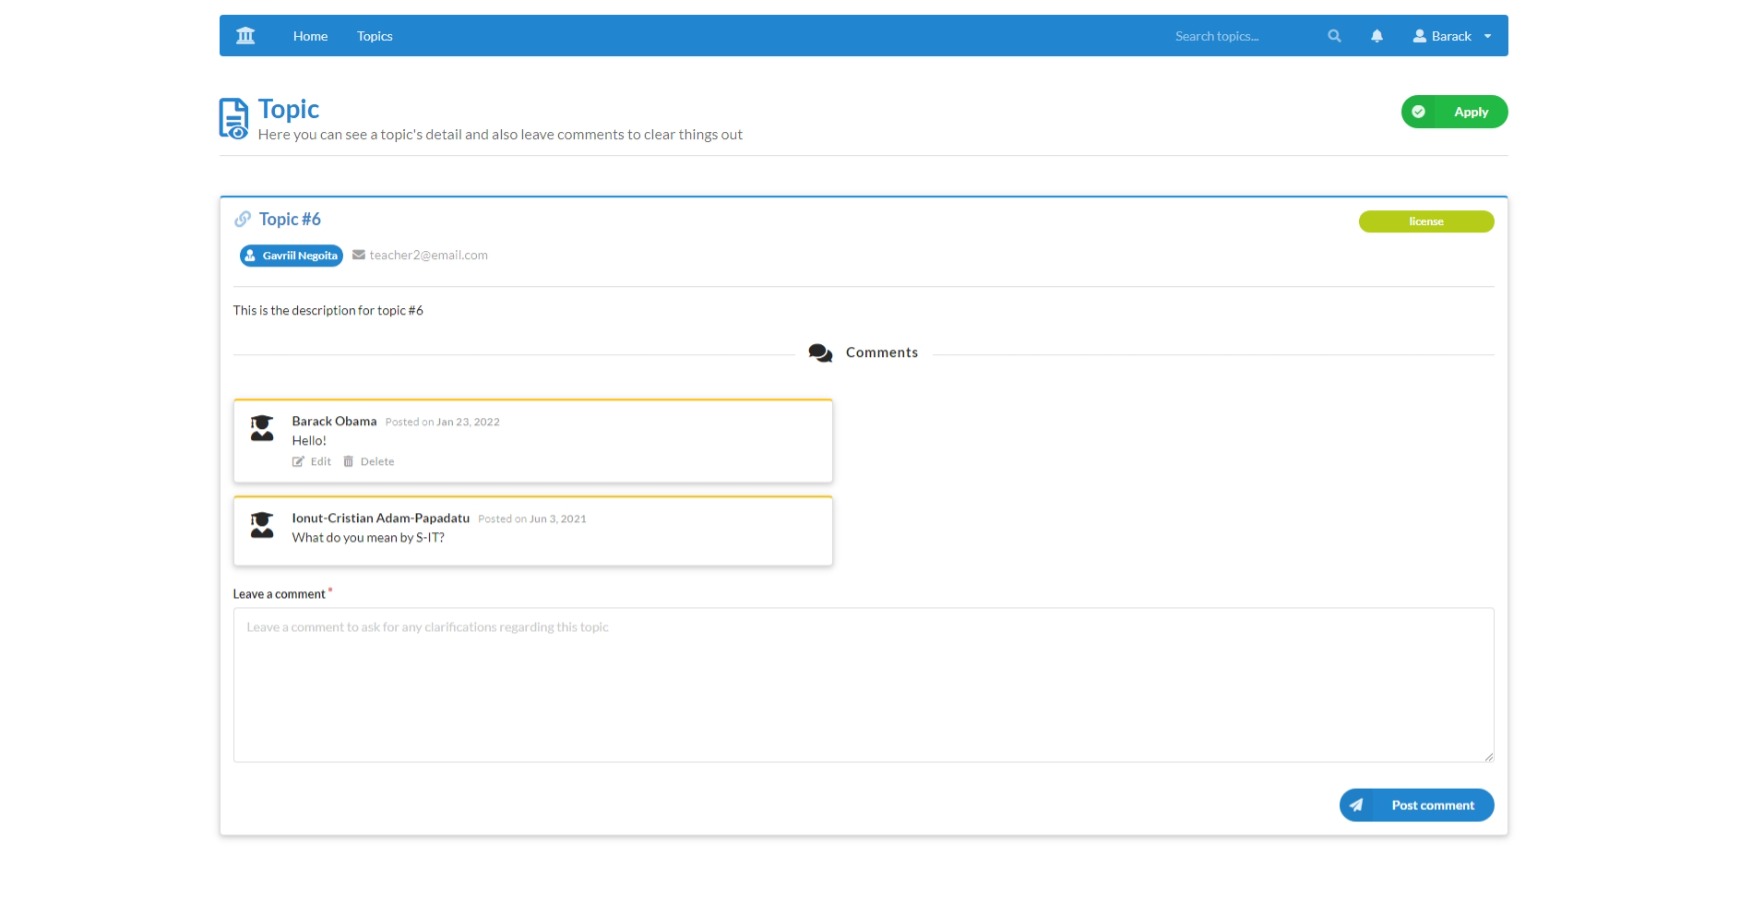 Home Topics Search topics... Barack
Topic
Here you can see a topic's detail and also leave comments to clear things out
Apply
Topic #6
license
Gavriil Negoita teacher2@email.com
This is the description for topic #6
Comments
Barack Obama Posted on Jan 23, 2022
Hello!
Edit Delete
Ionut-Cristian Adam-Papadatu Posted on Jun 3, 2021
What do you mean by S-IT?
Leave a comment *
Leave a comment to ask for any clarifications regarding this topic
Post comment